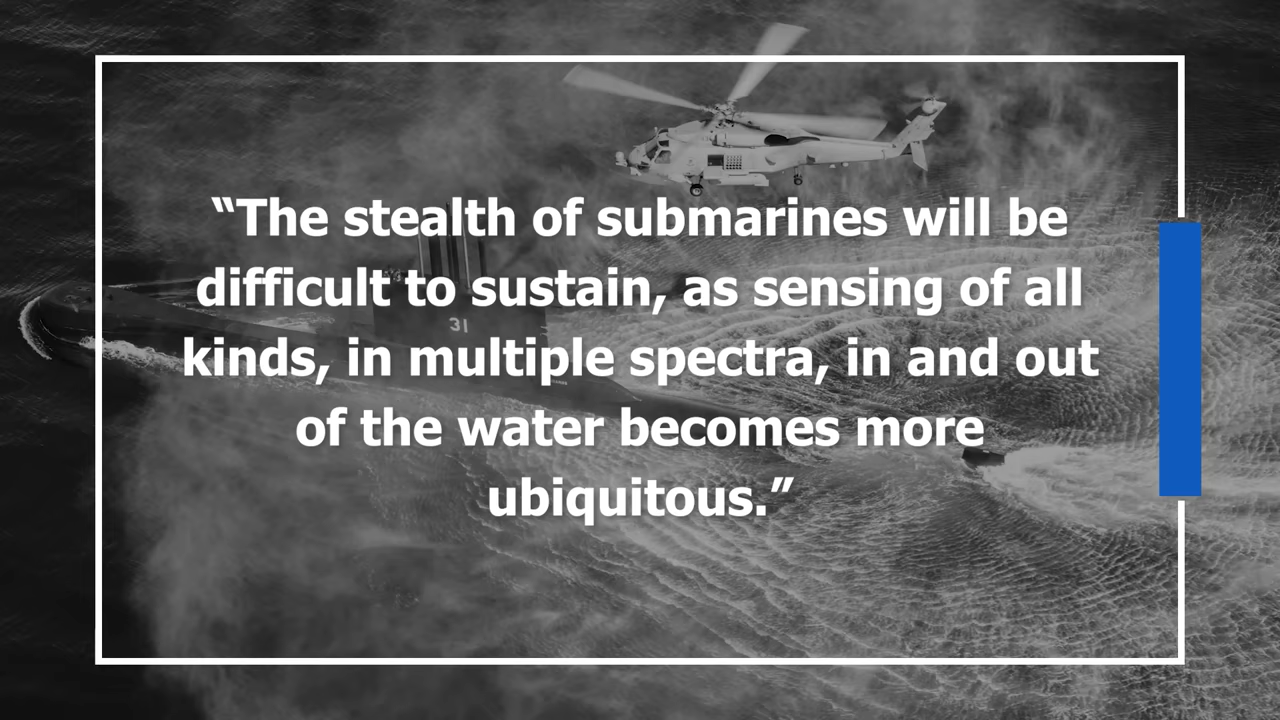 “The stealth of submarines will be
difficult to sustain, as sensing of all
kinds, in multiple spectra, in and out
of the water becomes more
ubiquitous.”
31